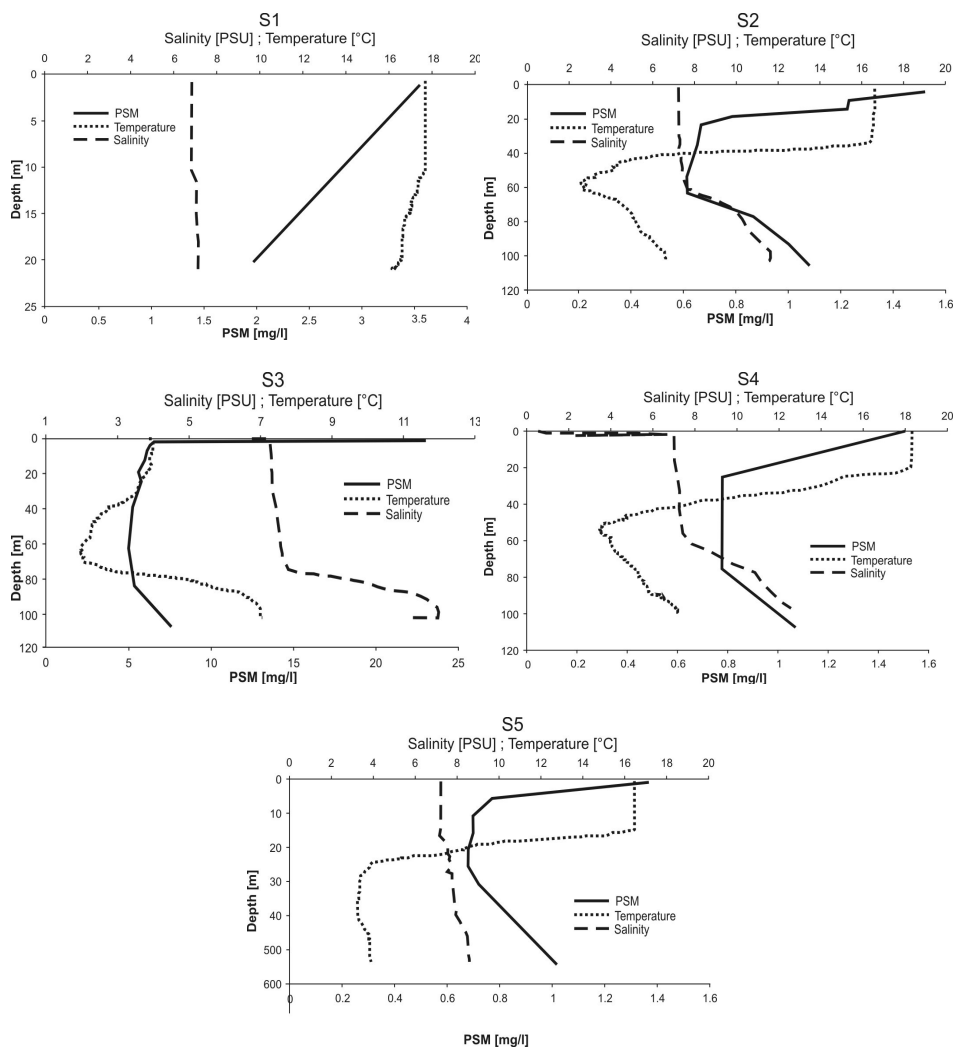 S1
Salinity [PSU] ; Temperature [°C]
0 2 4 6 8 10 12 14 16 18 20
0
5
10
15
20
25
Depth [m]
PSM
Temperature
Salinity
0 0.5 1 1.5 2 2.5 3 3.5 4
PSM [mg/l]
S2
Salinity [PSU] ; Temperature [°C]
0 2 4 6 8 10 12 14 16 18 20
0
20
40
60
80
100
120
Depth [m]
PSM
Temperature
Salinity
0 0.2 0.4 0.6 0.8 1 1.2 1.4 1.6
PSM [mg/l]
S3
Salinity [PSU] ; Temperature [°C]
1 3 5 7 9 11 13
0
20
40
60
80
100
120
Depth [m]
PSM
Temperature
Salinity
0 5 10 15 20 25
PSM [mg/l]
S4
Salinity [PSU] ; Temperature [°C]
0 2 4 6 8 10 12 14 16 18 20
0
20
40
60
80
100
120
Depth [m]
PSM
Temperature
Salinity
0 0.2 0.4 0.6 0.8 1 1.2 1.4 1.6
PSM [mg/l]
S5
Salinity [PSU] ; Temperature [°C]
0 2 4 6 8 10 12 14 16 18 20
0
10
20
30
40
500
600
Depth [m]
PSM
Temperature
Salinity
0 0.2 0.4 0.6 0.8 1 1.2 1.4 1.6
PSM [mg/l]